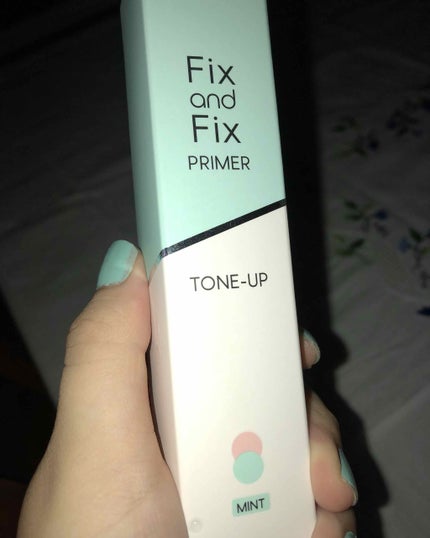 Fix
and
Fix
PRIMER
TONE-UP
MINT